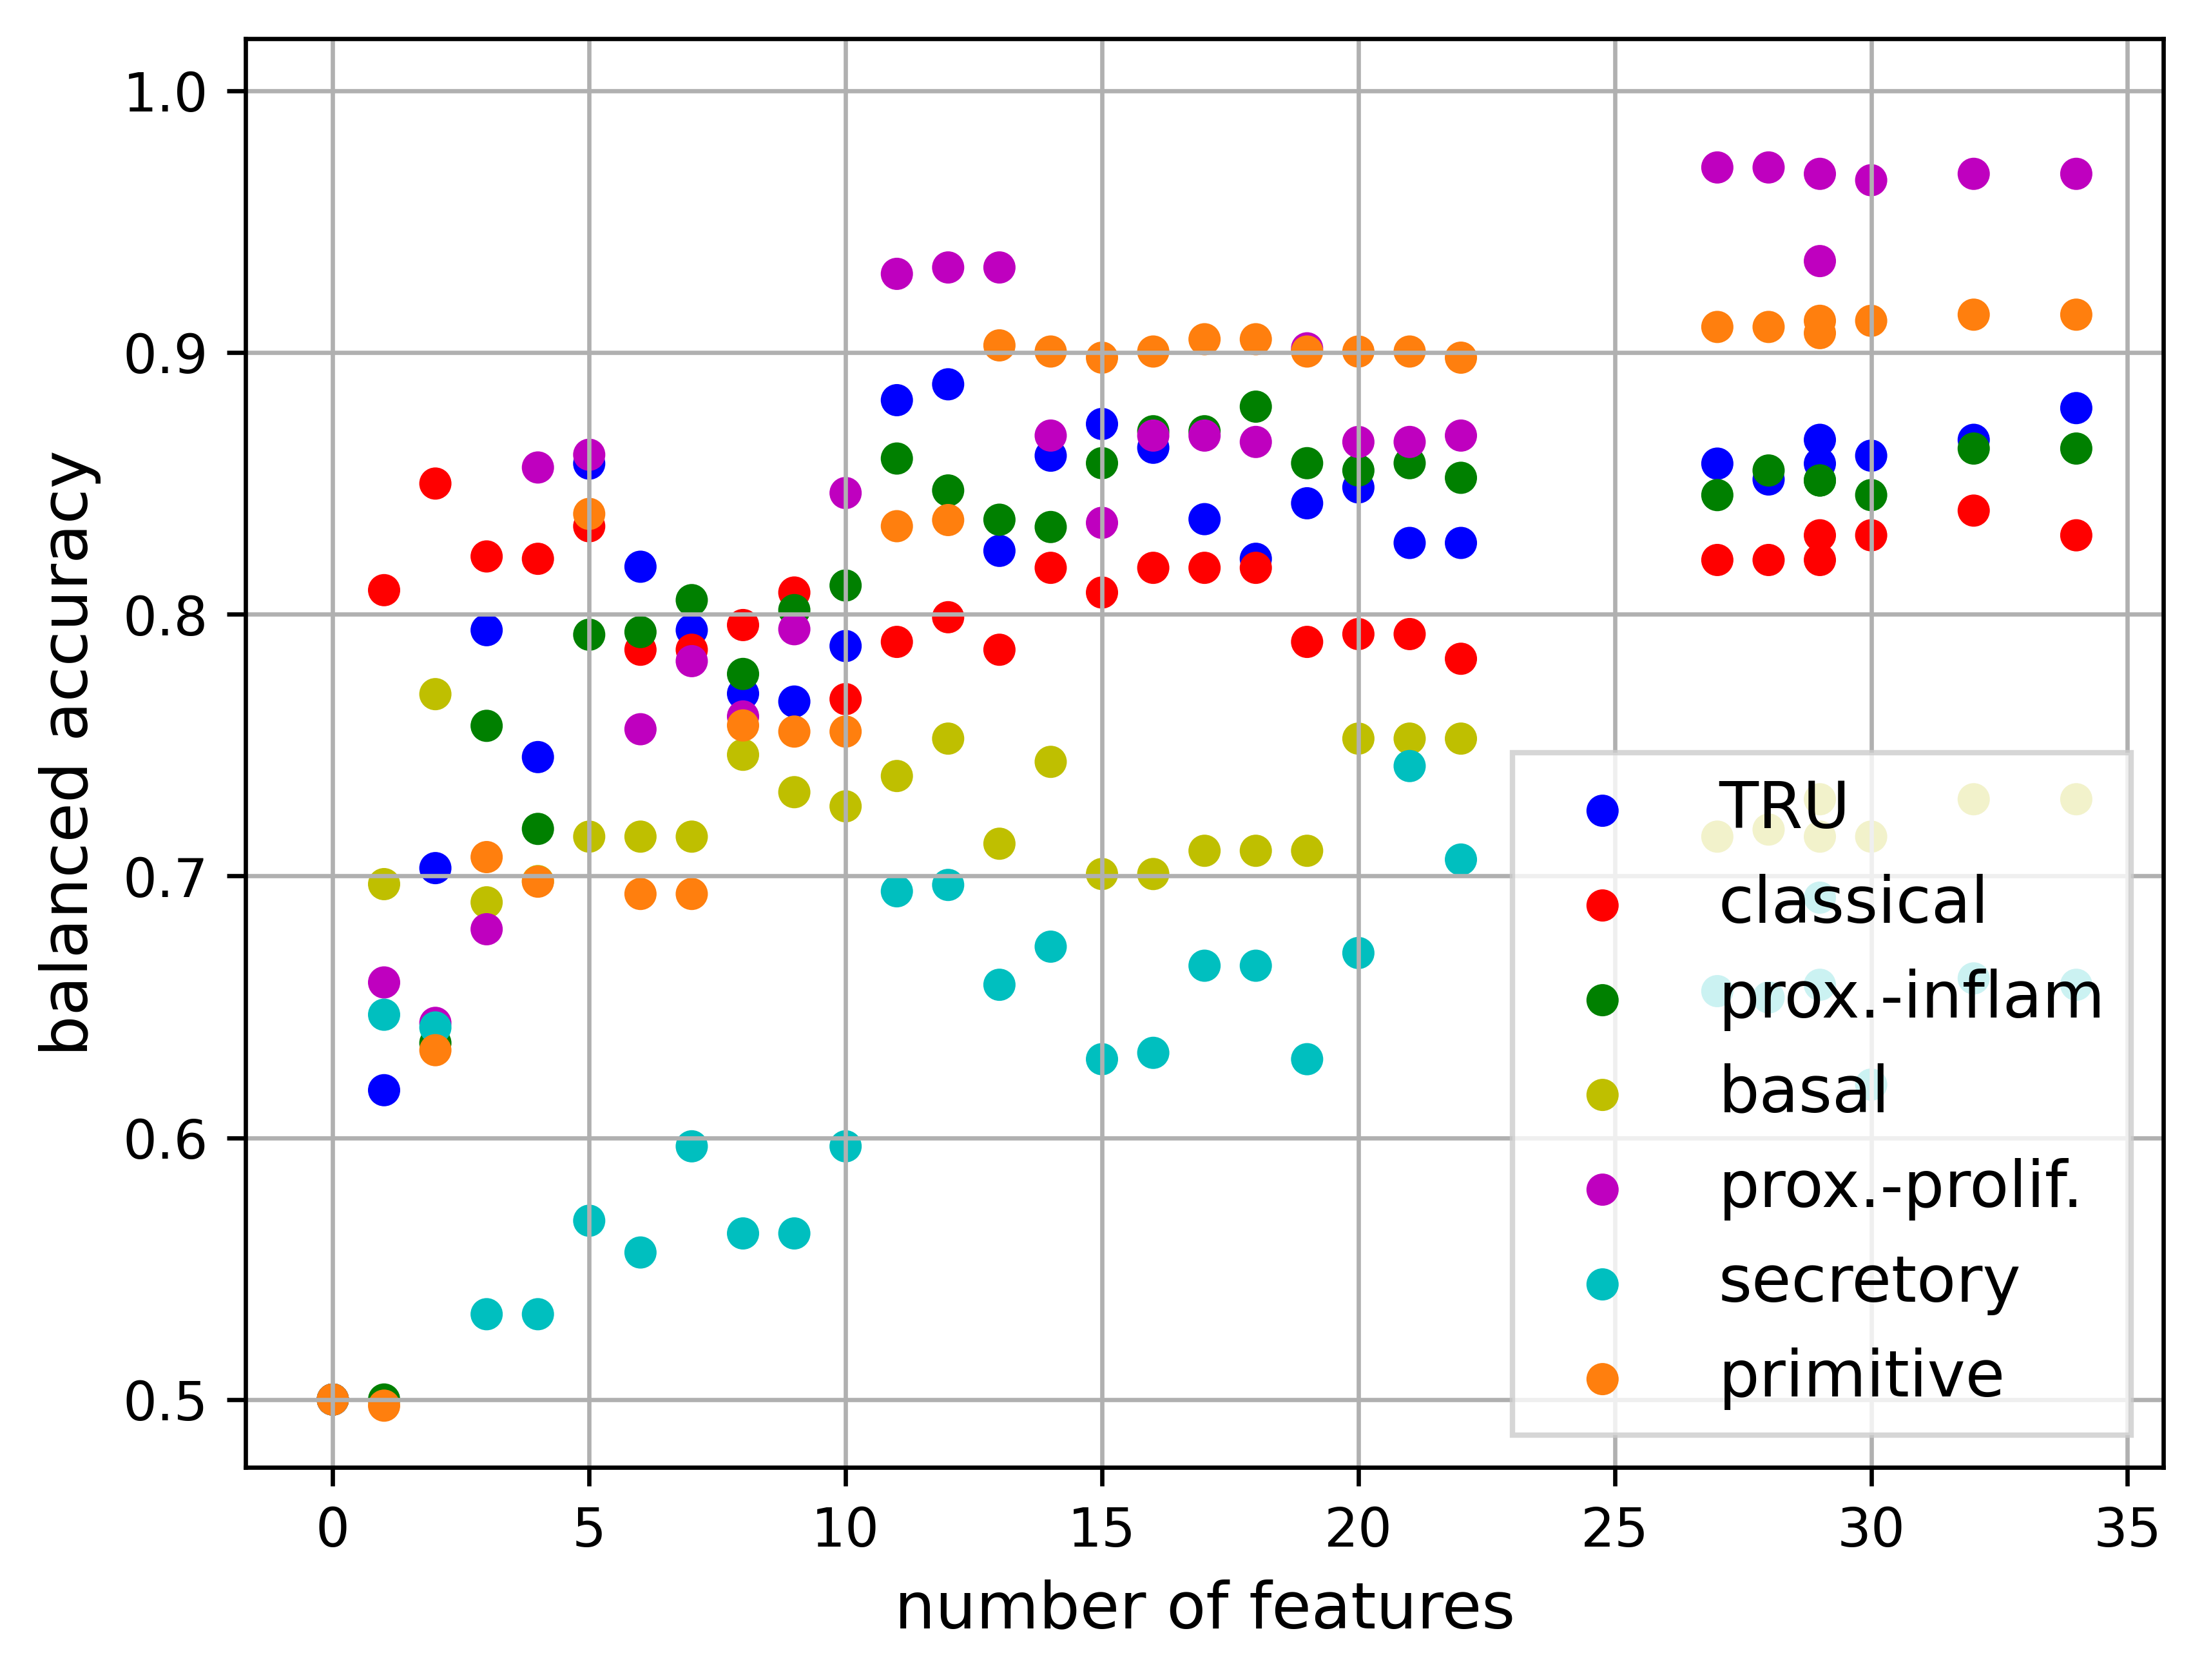 balanced accuracy
1.0
0.9
0.8
0.7
0.6
0.5
TRU
classical
prox.-inflam
basal
prox.-prolif.
secretory
primitive
0 5 10 15 20 25 30 35
number of features